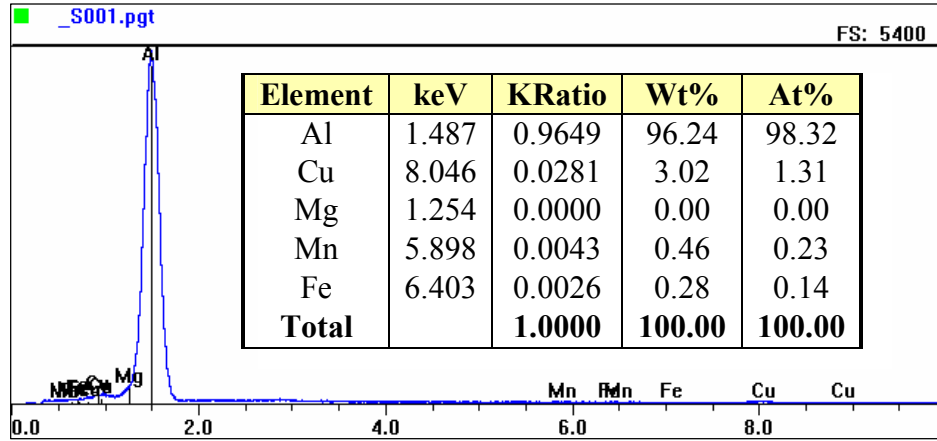 _S001.pgt
FS: 5400
Al
Element keV KRatio Wt% At%
Al 1.487 0.9649 96.24 98.32
Cu 8.046 0.0281 3.02 1.31
Mg 1.254 0.0000 0.00 0.00
Mn 5.898 0.0043 0.46 0.23
Fe 6.403 0.0026 0.28 0.14
Total 1.0000 100.00 100.00
Mg
Mn Fe Cu Cu
0.0 2.0 4.0 6.0 8.0